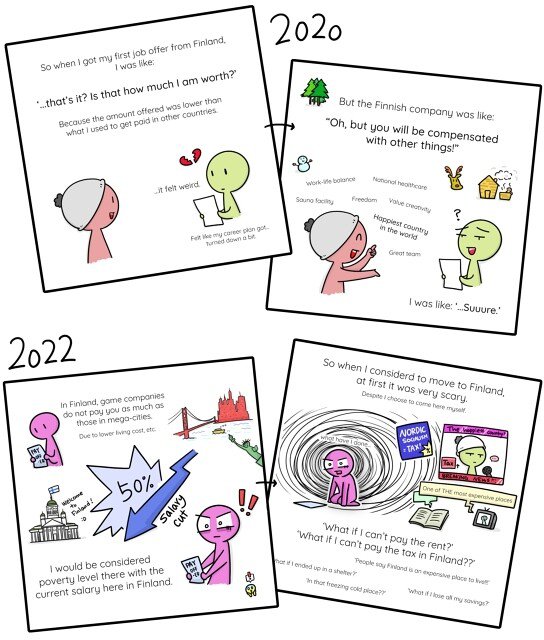 2020
So when I got my first job offer from Finland,
I was like:
‘...that’s it? Is that how much I am worth?’
Because the amount offered was lower than
what I used to get paid in other countries.
...it felt weird.
Felt like my career plan got
turned down a bit.
But the Finnish company was like:
“Oh, but you will be compensated
with other things!”
Work-life balance
National healthcare
Sauna facility
Freedom
Value creativity
Happiest country
in the world
Great team
?
I was like: ‘...Suuure.’
2022
In Finland, game companies
do not pay you as much as
those in mega-cities.
Due to lower living cost, etc.
PAY
CUT
welcome
to
Finland!
:D
50%
SALARY
CUT
!!
I would be considered
poverty level there with the
current salary here in Finland.
So when I considerd to move to Finland,
at first it was very scary.
Despite I choose to come here myself.
what have I done..
NORDIC
SOCIALISM
= TAX!
Tax
One of THE most expensive places
‘What if I can’t pay the rent?’
‘What if I can’t pay the tax in Finland??’
‘People say Finland is an expensive place to live!!’
hat if I ended up in a shelter?’
‘In that freezing cold place??’
‘What if I lose all my savings?’